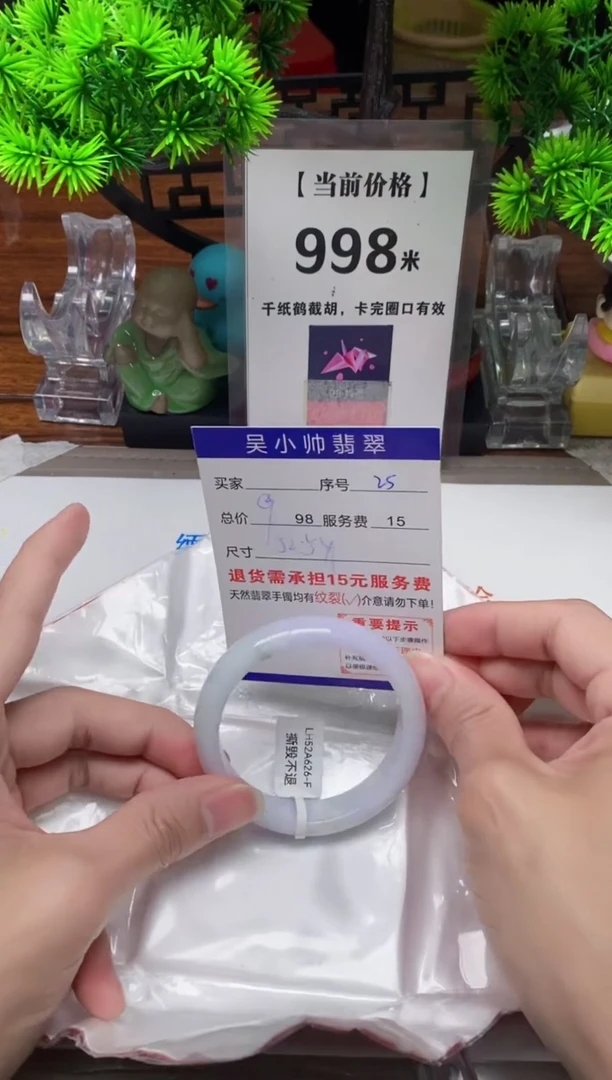 【当前价格】
998米
千纸鹤截胡，卡完圈口有效
吴小帅翡翠
买家 序号 25
总价 9 98 服务费 15
尺寸
退货需承担15元服务费
天然翡翠手镯均有纹裂(√)介意请勿下单!
重要提示
LH52A626-F
撕毁不退